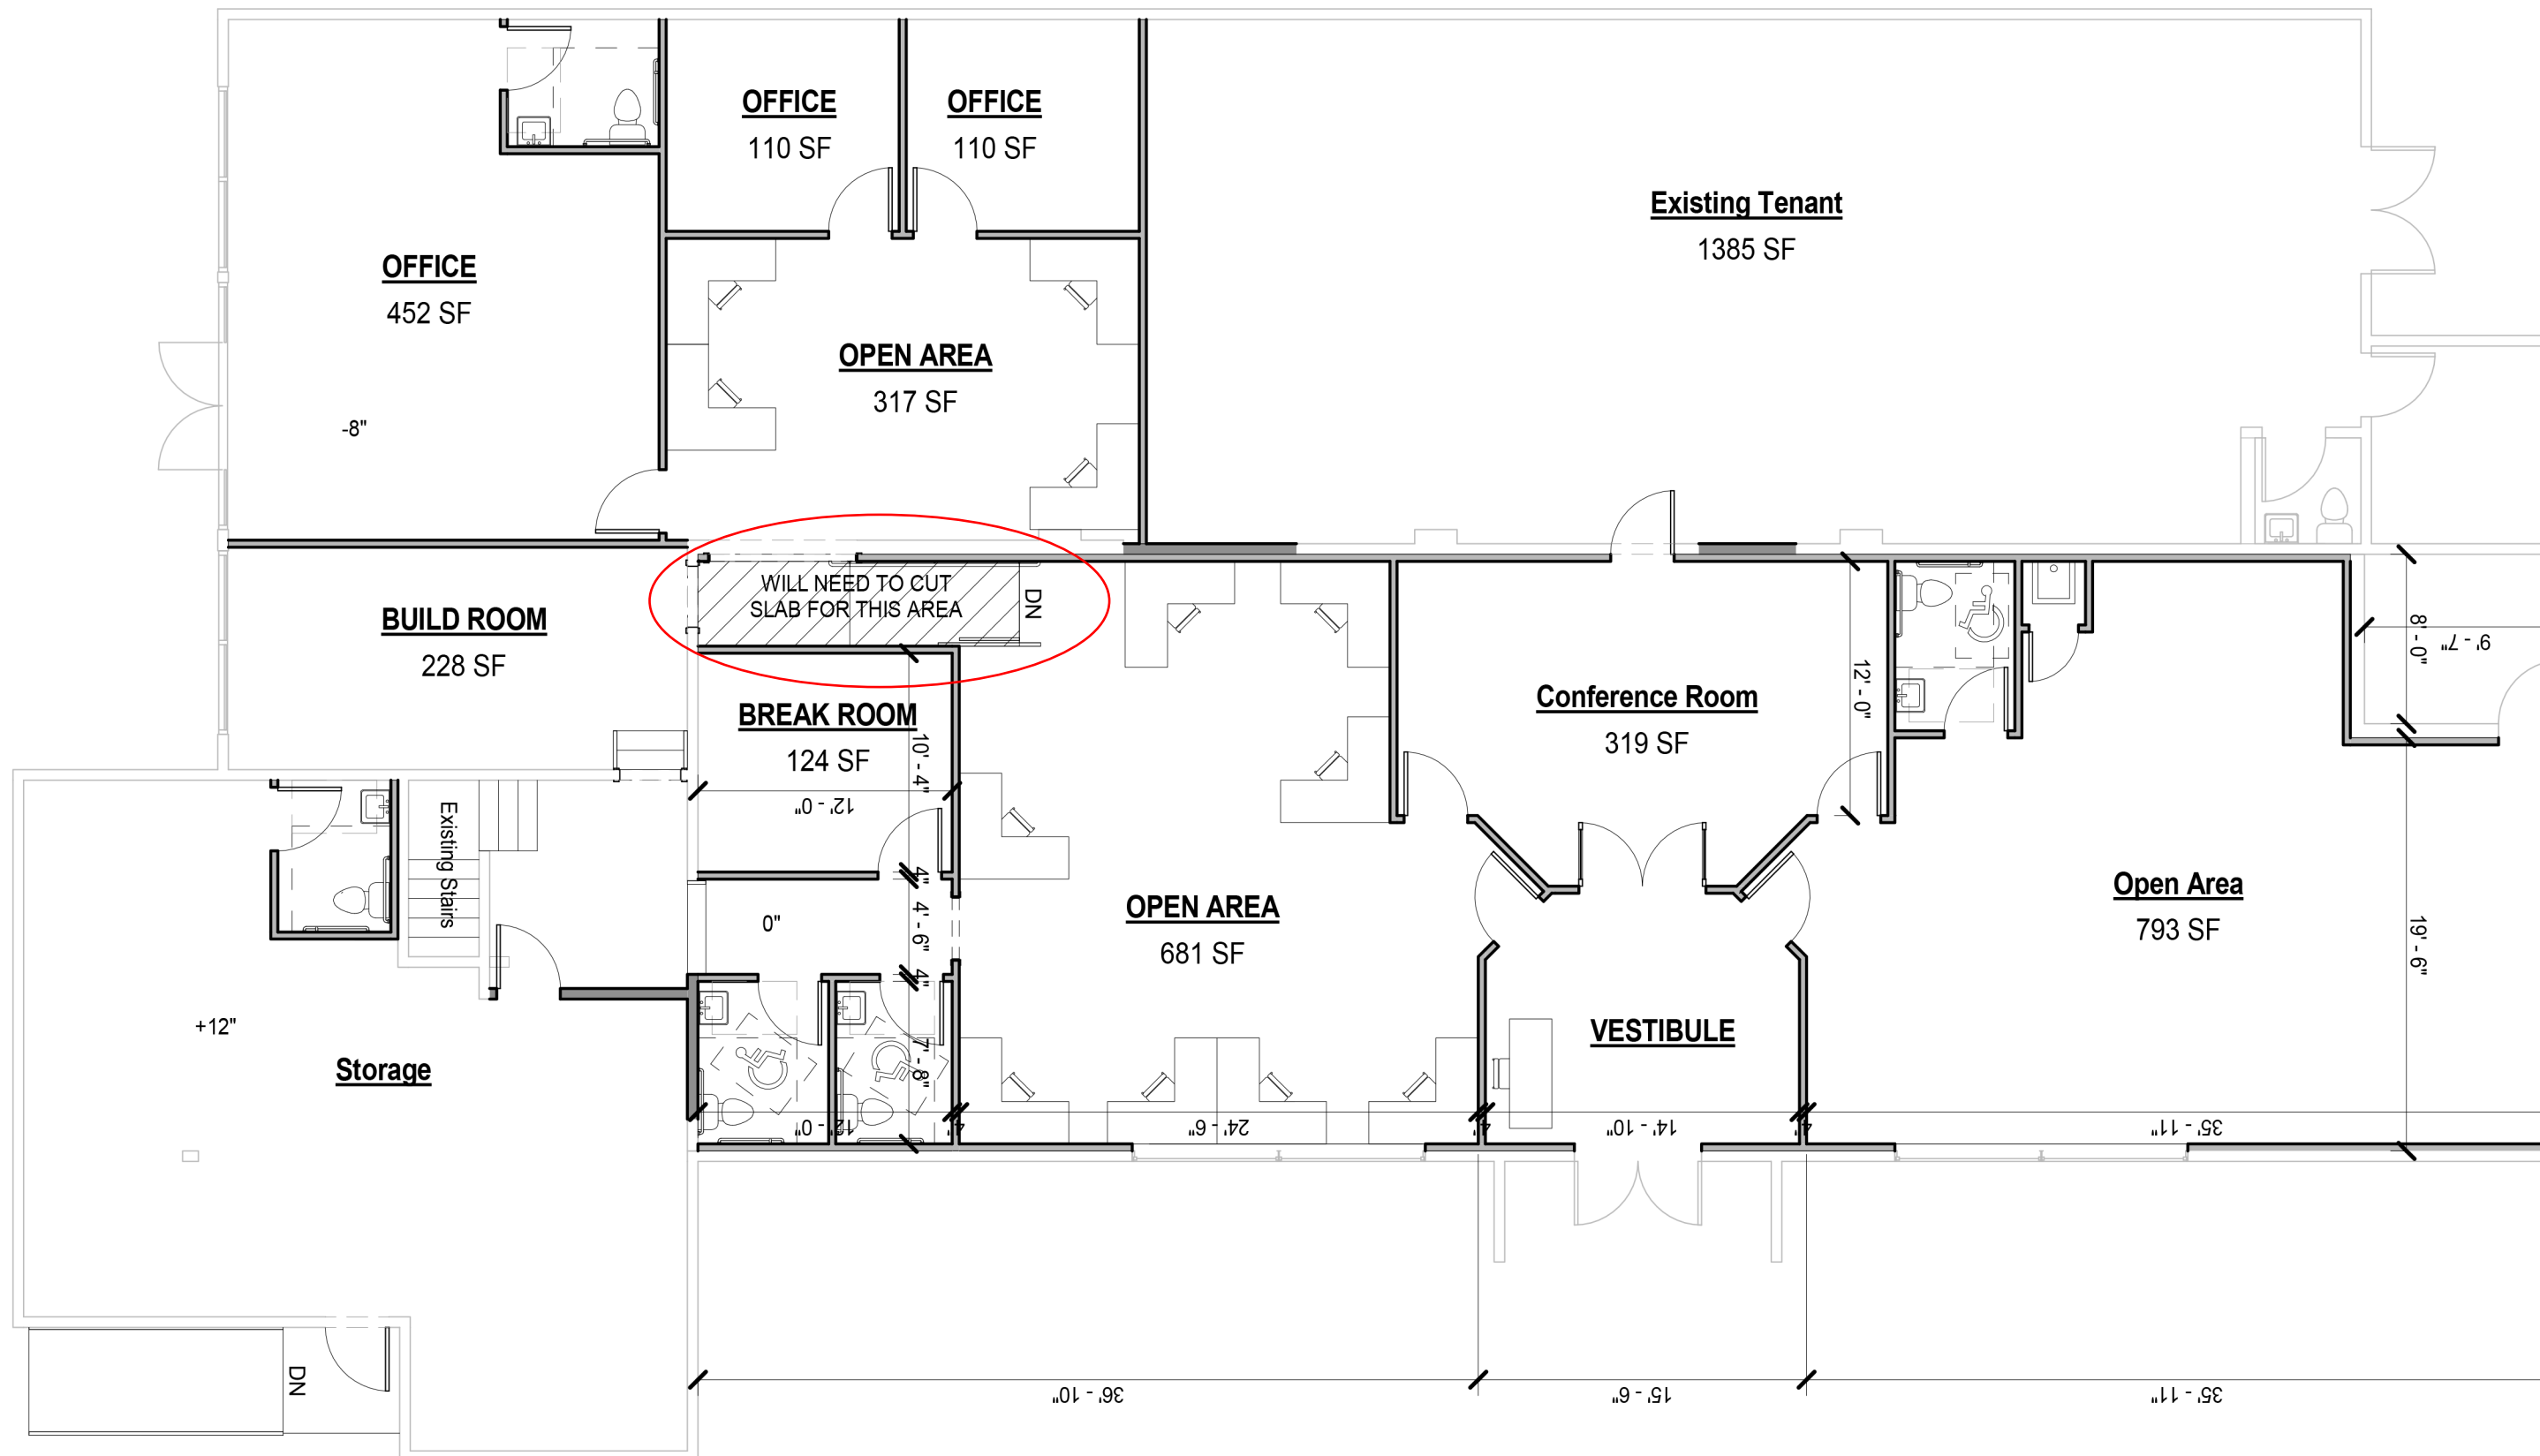 OFFICE
110 SF
OFFICE
110 SF
Existing Tenant
1385 SF
OFFICE
452 SF
OPEN AREA
317 SF
-8"
WILL NEED TO CUT
SLAB FOR THIS AREA
DN
BUILD ROOM
228 SF
BREAK ROOM
124 SF
10' - 4"
12' - 0"
Conference Room
319 SF
12' - 0"
8' - 0"
9' - 7"
Existing Stairs
4"
4' - 6"
4"
0"
OPEN AREA
681 SF
Open Area
793 SF
19' - 6"
+12"
Storage
7' - 8"
VESTIBULE
12' - 0"
4"
24' - 6"
4"
14' - 10"
4"
35' - 11"
DN
36' - 10"
15' - 6"
35' - 11"